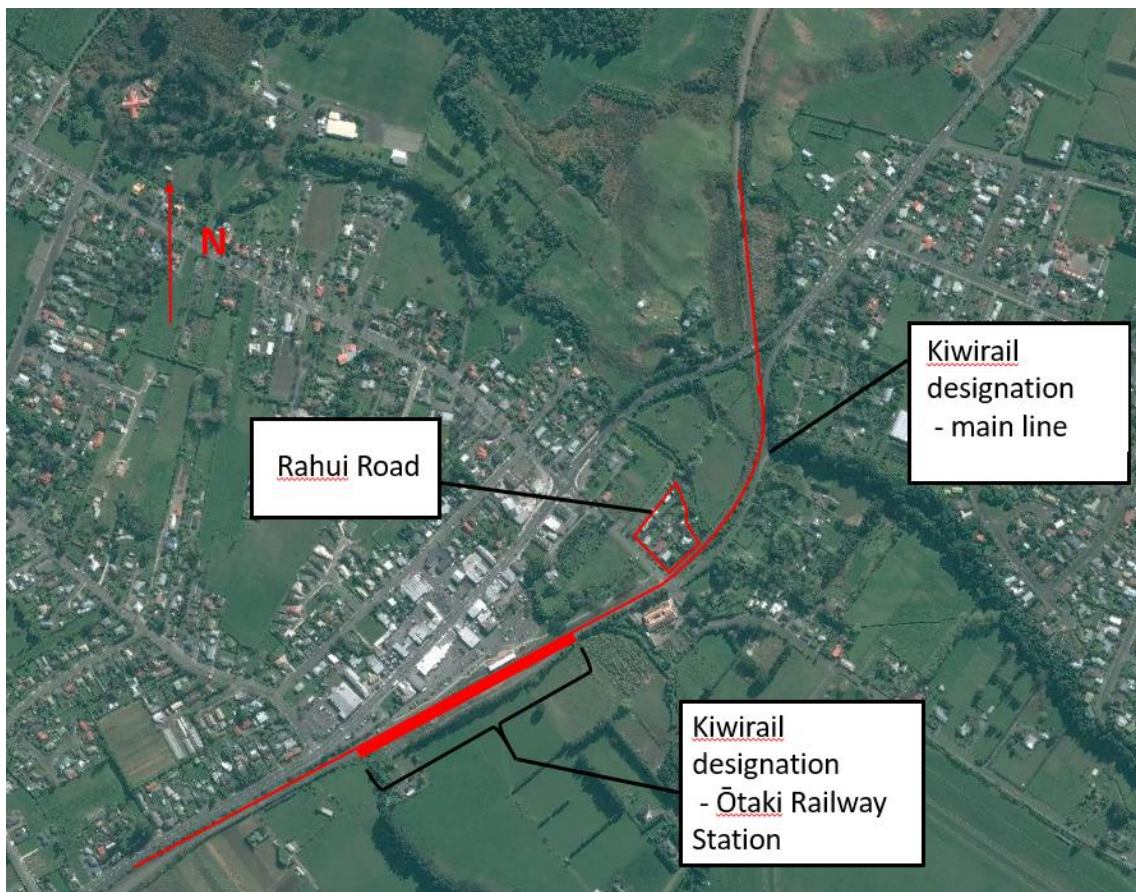 N
Kiwirail
designation
- main line
Rahui Road
Kiwirail
designation
- Ōtaki Railway
Station